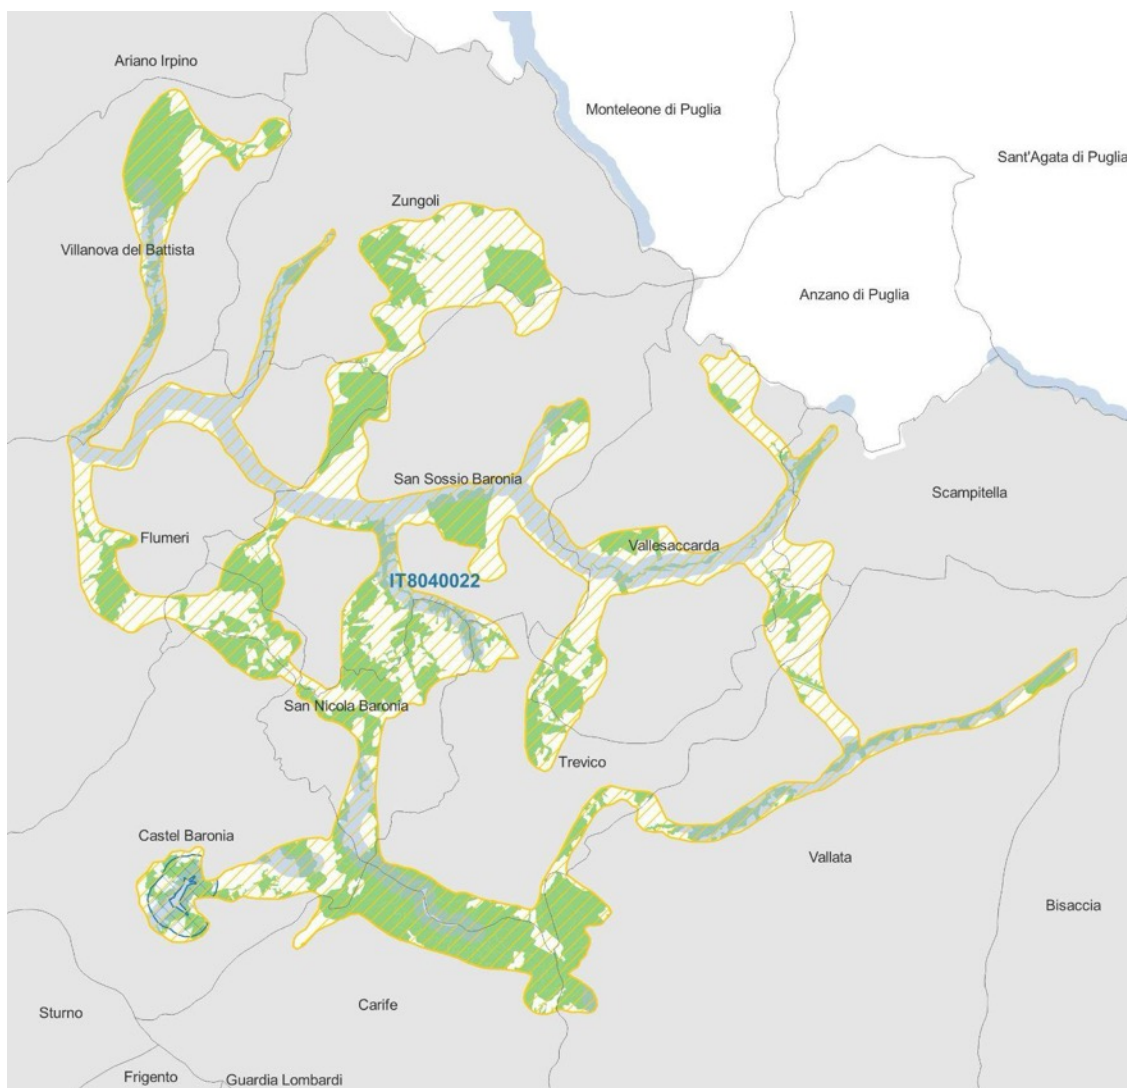 Ariano Irpino
Monteleone di Puglia
Sant'Agata di Puglia
Zungoli
Villanova del Battista
Anzano di Puglia
San Sossio Baronia
Scampitella
Flumeri
Vallesaccarda
IT8040022
San Nicola Baronia
Trevico
Castel Baronia
Vallata
Bisaccia
Carife
Sturno
Frigento
Guardia Lombardi